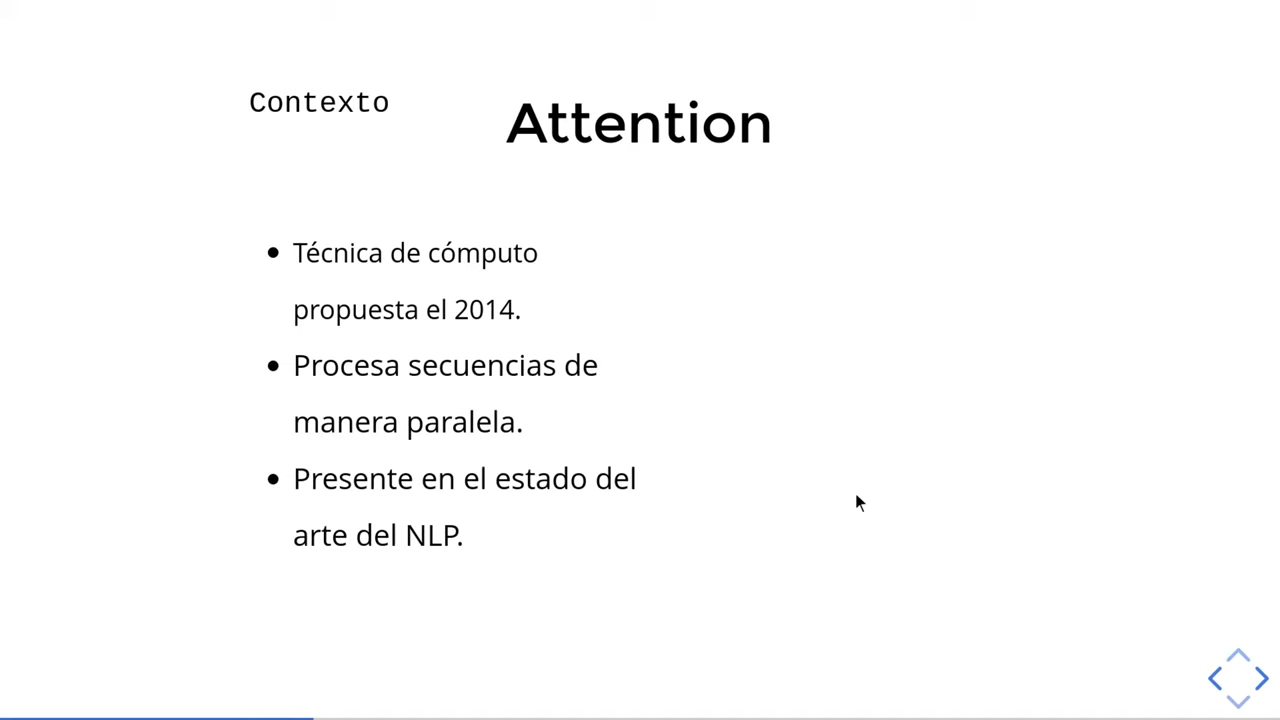 Contexto
Attention
Técnica de cómputo
propuesta el 2014.
Procesa secuencias de
manera paralela.
Presente en el estado del
arte del NLP.